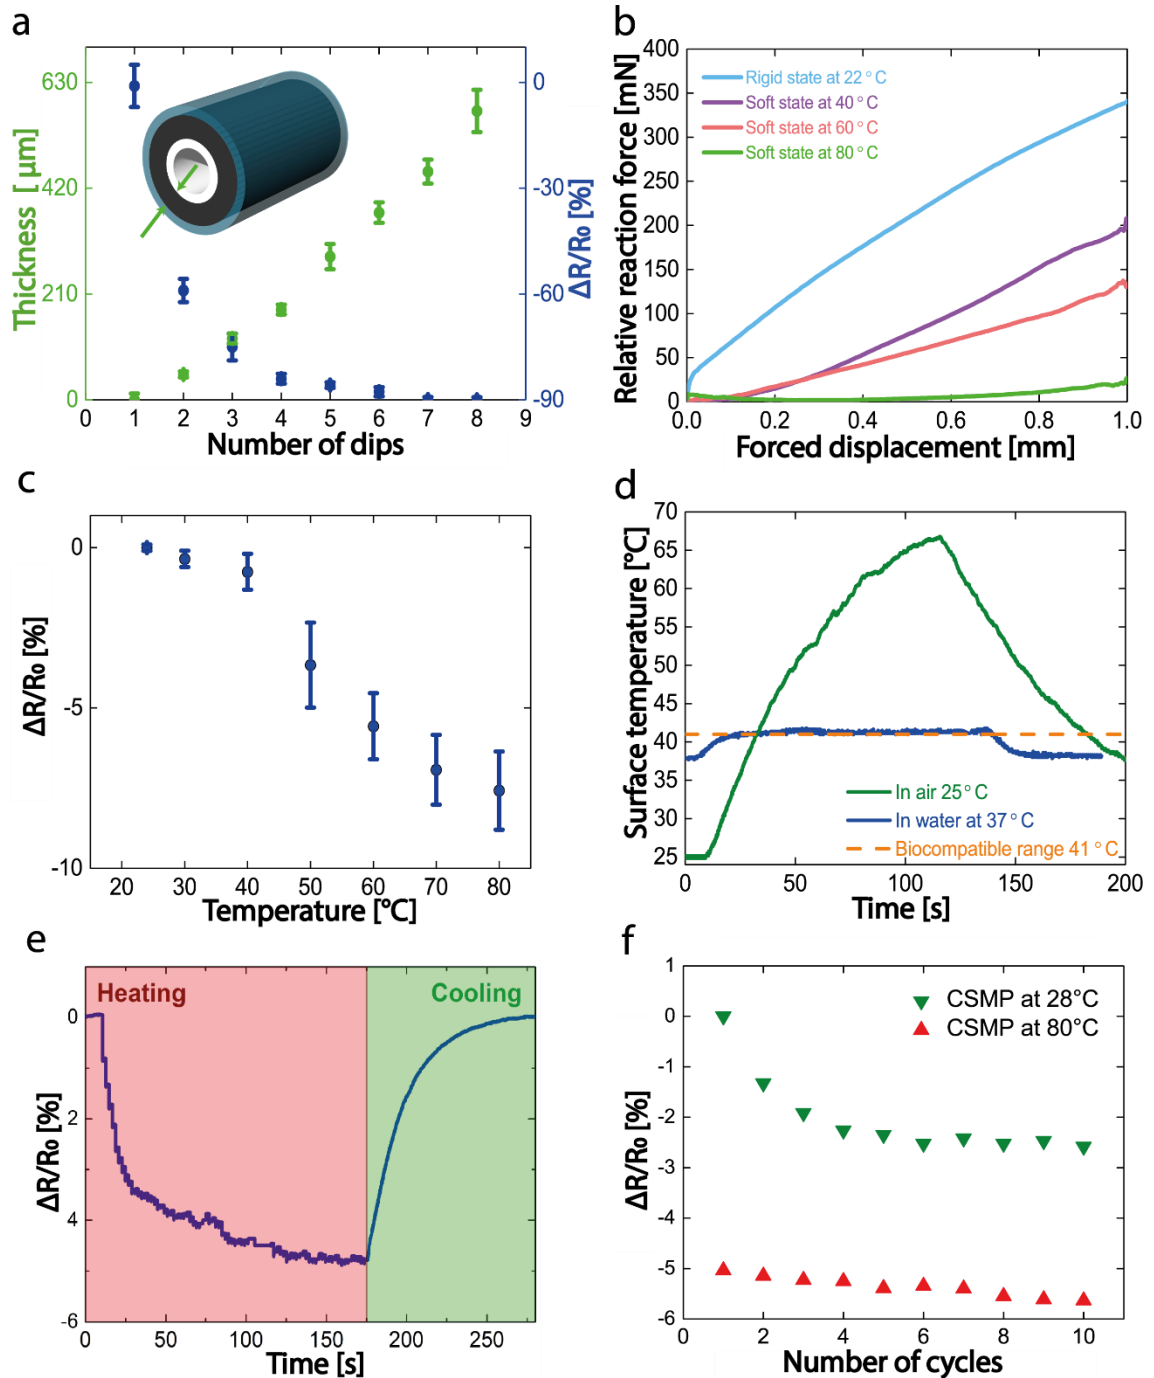 a
630
420
210
0
Thickness [ µm]
0
-30
-60
-90
ΔR/R₀ [%]
0 1 2 3 4 5 6 7 8 9
Number of dips
b
400
350
300
250
200
150
100
50
0
Relative reaction force [mN]
Rigid state at 22°C
Soft state at 40°C
Soft state at 60°C
Soft state at 80°C
0.0 0.2 0.4 0.6 0.8 1.0
Forced displacement [mm]
c
0
-5
-10
ΔR/R₀ [%]
20 30 40 50 60 70 80
Temperature [°C]
d
70
65
60
55
50
45
40
35
30
25
Surface temperature [°C]
In air 25°C
In water at 37°C
Biocompatible range 41°C
0 50 100 150 200
Time [s]
e
Heating Cooling
0
2
4
-6
ΔR/R₀ [%]
0 50 100 150 200 250
Time [s]
f
1
0
-1
-2
-3
-4
-5
-6
ΔR/R₀ [%]
CSMP at 28°C
CSMP at 80°C
0 2 4 6 8 10
Number of cycles